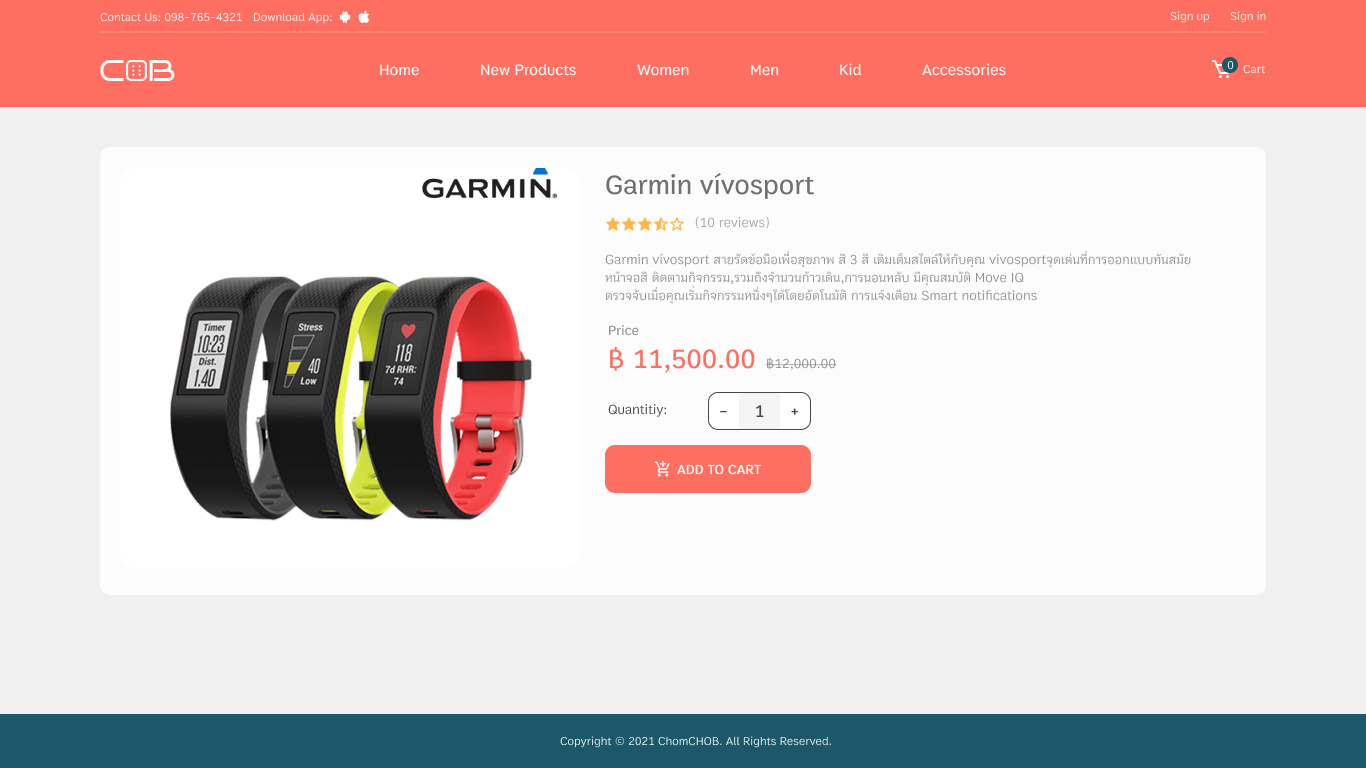 Contact Us: 098-765-4321 Download App:
Sign up Sign in
COB
Home New Products Women Men Kid Accessories
0 Cart
GARMIN.
Timer
10:23
Dist.
1.40
Stress
40
Low
118
7d RHR:
74
Garmin vívosport
(10 reviews)
Garmin vívosport สายรัดข้อมือเพื่อสุขภาพ สี 3 สี เติมเต็มสไตล์ให้กับคุณ vivosportจุดเด่นที่การออกแบบทันสมัย
หน้าจอสี ติดตามกิจกรรม,รวมถึงจำนวนก้าวเดิน,การนอนหลับ มีคุณสมบัติ Move IQ
ตรวจจับเมื่อคุณเริ่มกิจกรรมหนึ่งๆได้โดยอัตโนมัติ การแจ้งเตือน Smart notifications
Price
฿ 11,500.00 ฿12,000.00
Quantitiy: − 1 +
ADD TO CART
Copyright © 2021 ChomCHOB. All Rights Reserved.